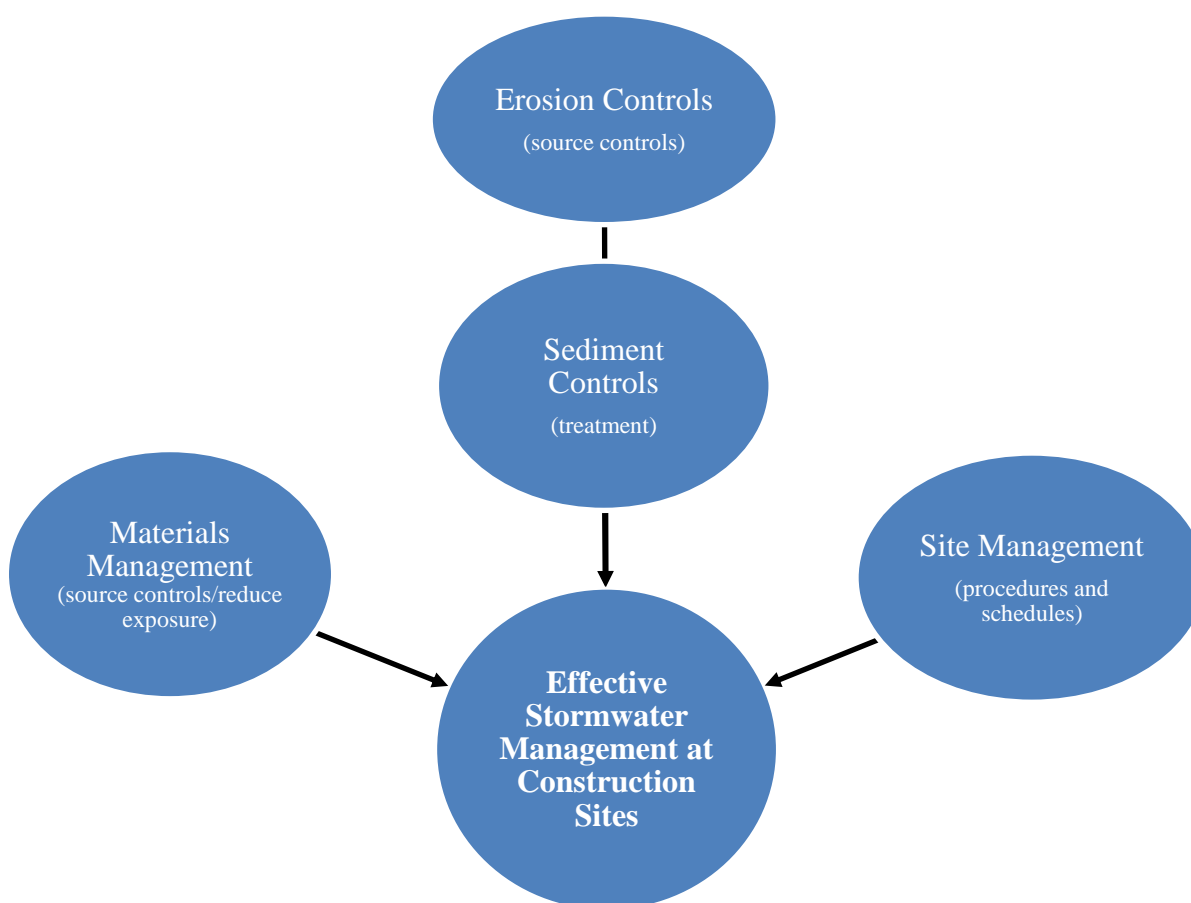 Erosion Controls
(source controls)
Sediment
Controls
(treatment)
Materials
Management
(source controls/reduce
exposure)
Site Management
(procedures and
schedules)
Effective
Stormwater
Management at
Construction
Sites